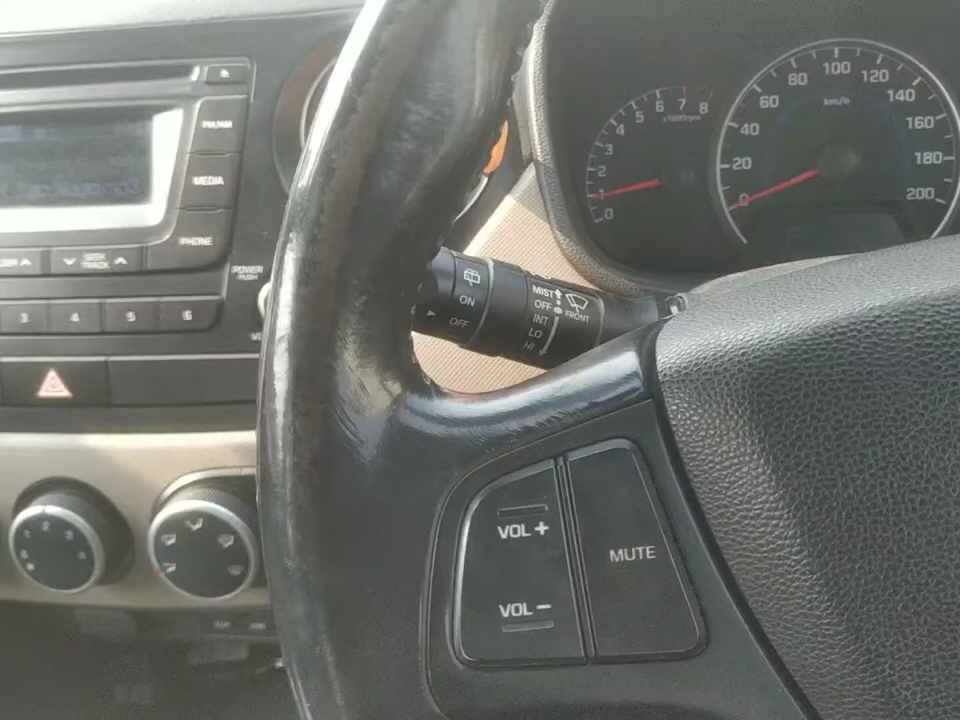 FM/AM
MEDIA
PHONE
SEEK
TRACK
POWER
PUSH
3 4 5 6
ON
OFF
MIST
OFF
INT
LO
HI
FRONT
0 1 2 3 4 5 6 7 8
x1000rpm
0 20 40 60 80 100 120 140 160 180 200
km/h
VOL +
VOL −
MUTE